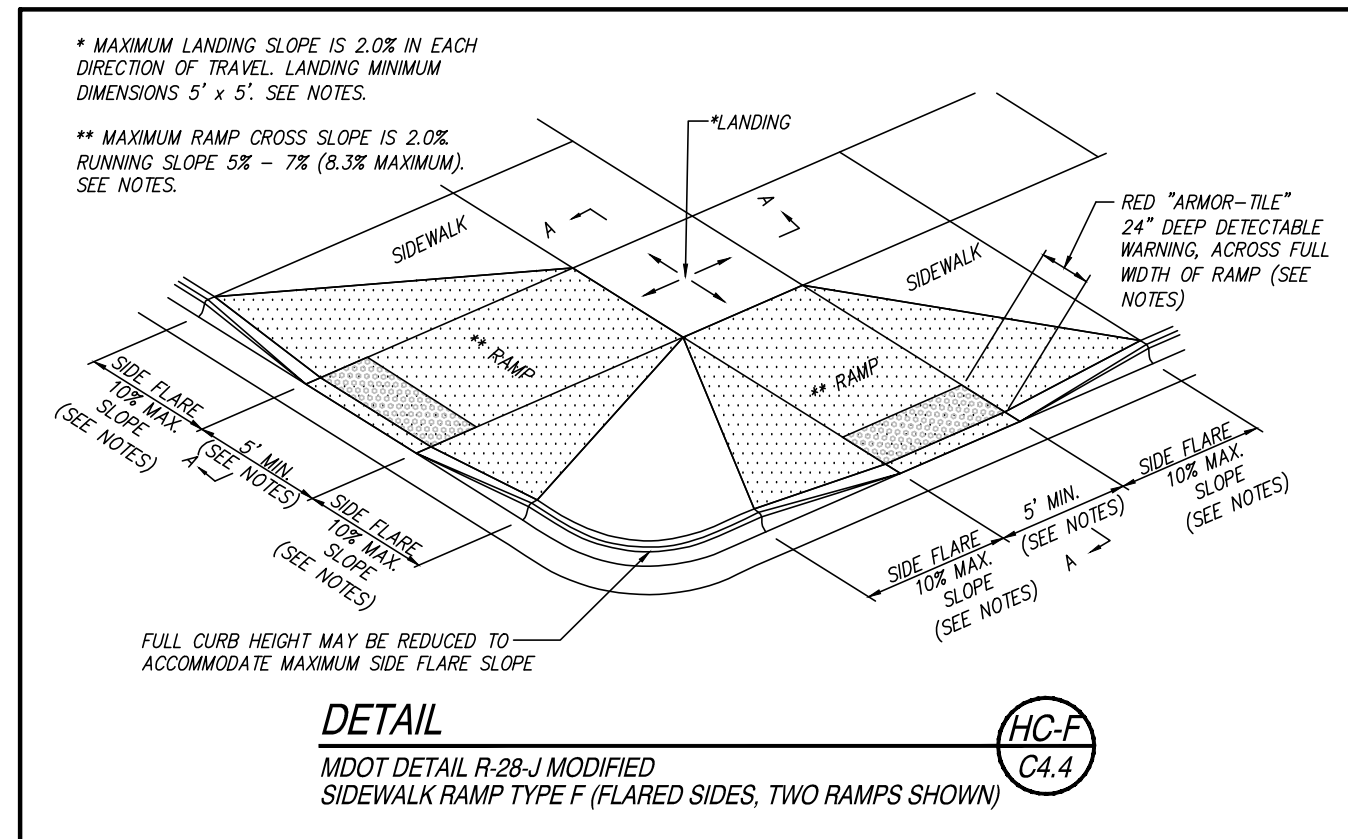 * MAXIMUM LANDING SLOPE IS 2.0% IN EACH
DIRECTION OF TRAVEL. LANDING MINIMUM
DIMENSIONS 5' x 5'. SEE NOTES.
** MAXIMUM RAMP CROSS SLOPE IS 2.0%.
RUNNING SLOPE 5% – 7% (8.3% MAXIMUM).
SEE NOTES.
*LANDING
RED "ARMOR–TILE"
24" DEEP DETECTABLE
WARNING, ACROSS FULL
WIDTH OF RAMP (SEE
NOTES)
A
A
SIDEWALK
SIDEWALK
** RAMP
** RAMP
SIDE FLARE
10% MAX.
SLOPE
(SEE NOTES)
A
5' MIN.
(SEE NOTES)
SIDE FLARE
10% MAX.
SLOPE
(SEE NOTES)
SIDE FLARE
10% MAX.
SLOPE
(SEE NOTES)
5' MIN.
(SEE NOTES)
A
SIDE FLARE
10% MAX.
SLOPE
(SEE NOTES)
FULL CURB HEIGHT MAY BE REDUCED TO
ACCOMMODATE MAXIMUM SIDE FLARE SLOPE
DETAIL
HC-F
C4.4
MDOT DETAIL R-28-J MODIFIED
SIDEWALK RAMP TYPE F (FLARED SIDES, TWO RAMPS SHOWN)